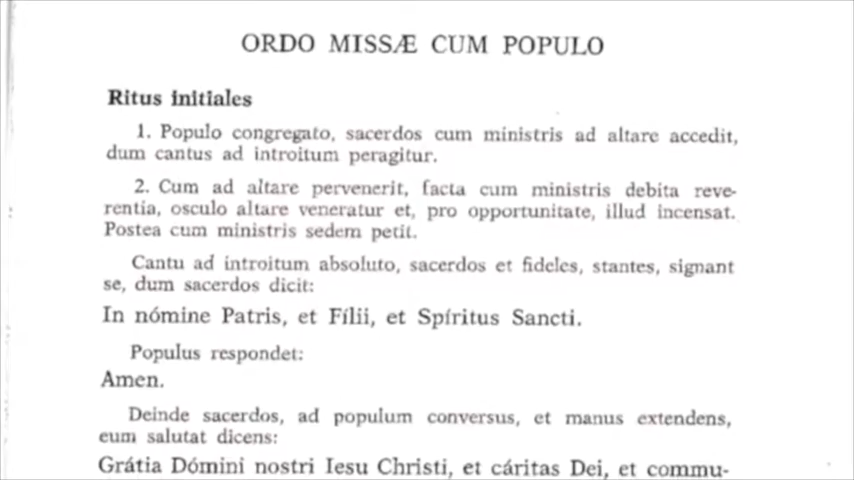 ORDO MISSÆ CUM POPULO
Ritus initiales
1. Populo congregato, sacerdos cum ministris ad altare accedit,
dum cantus ad introitum peragitur.
2. Cum ad altare pervenerit, facta cum ministris debita reve-
rentia, osculo altare veneratur et, pro opportunitate, illud incensat.
Postea cum ministris sedem petit.
Cantu ad introitum absoluto, sacerdos et fideles, stantes, signant
se, dum sacerdos dicit:
In nómine Patris, et Fílii, et Spíritus Sancti.
Populus respondet:
Amen.
Deinde sacerdos, ad populum conversus, et manus extendens,
eum salutat dicens:
Grátia Dómini nostri Iesu Christi, et cáritas Dei, et commu-